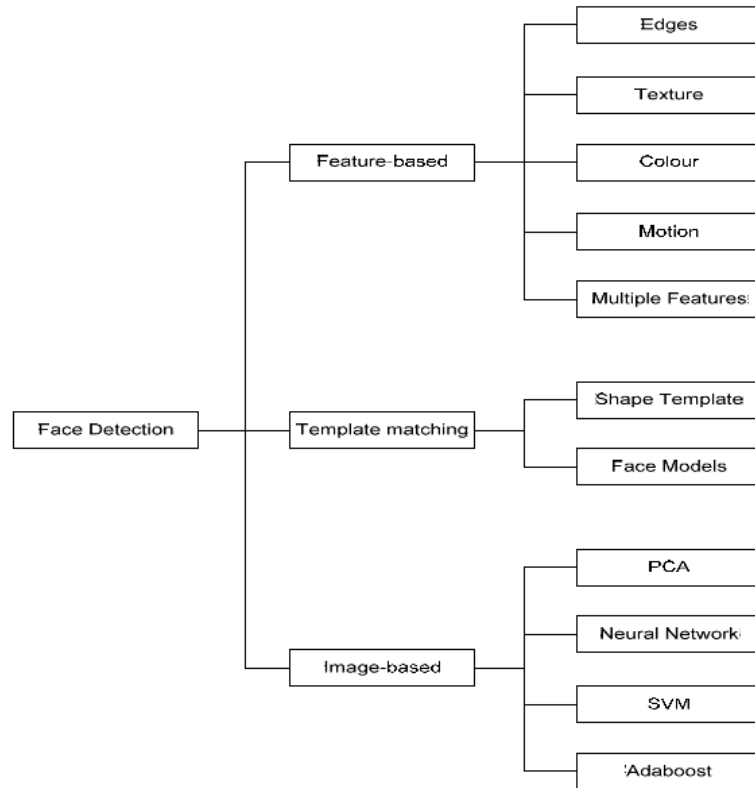 Edges
Texture
Feature-based
Colour
Motion
Multiple Features
Shape Template
Face Detection
Template matching
Face Models
PCA
Neural Network
Image-based
SVM
Adaboost